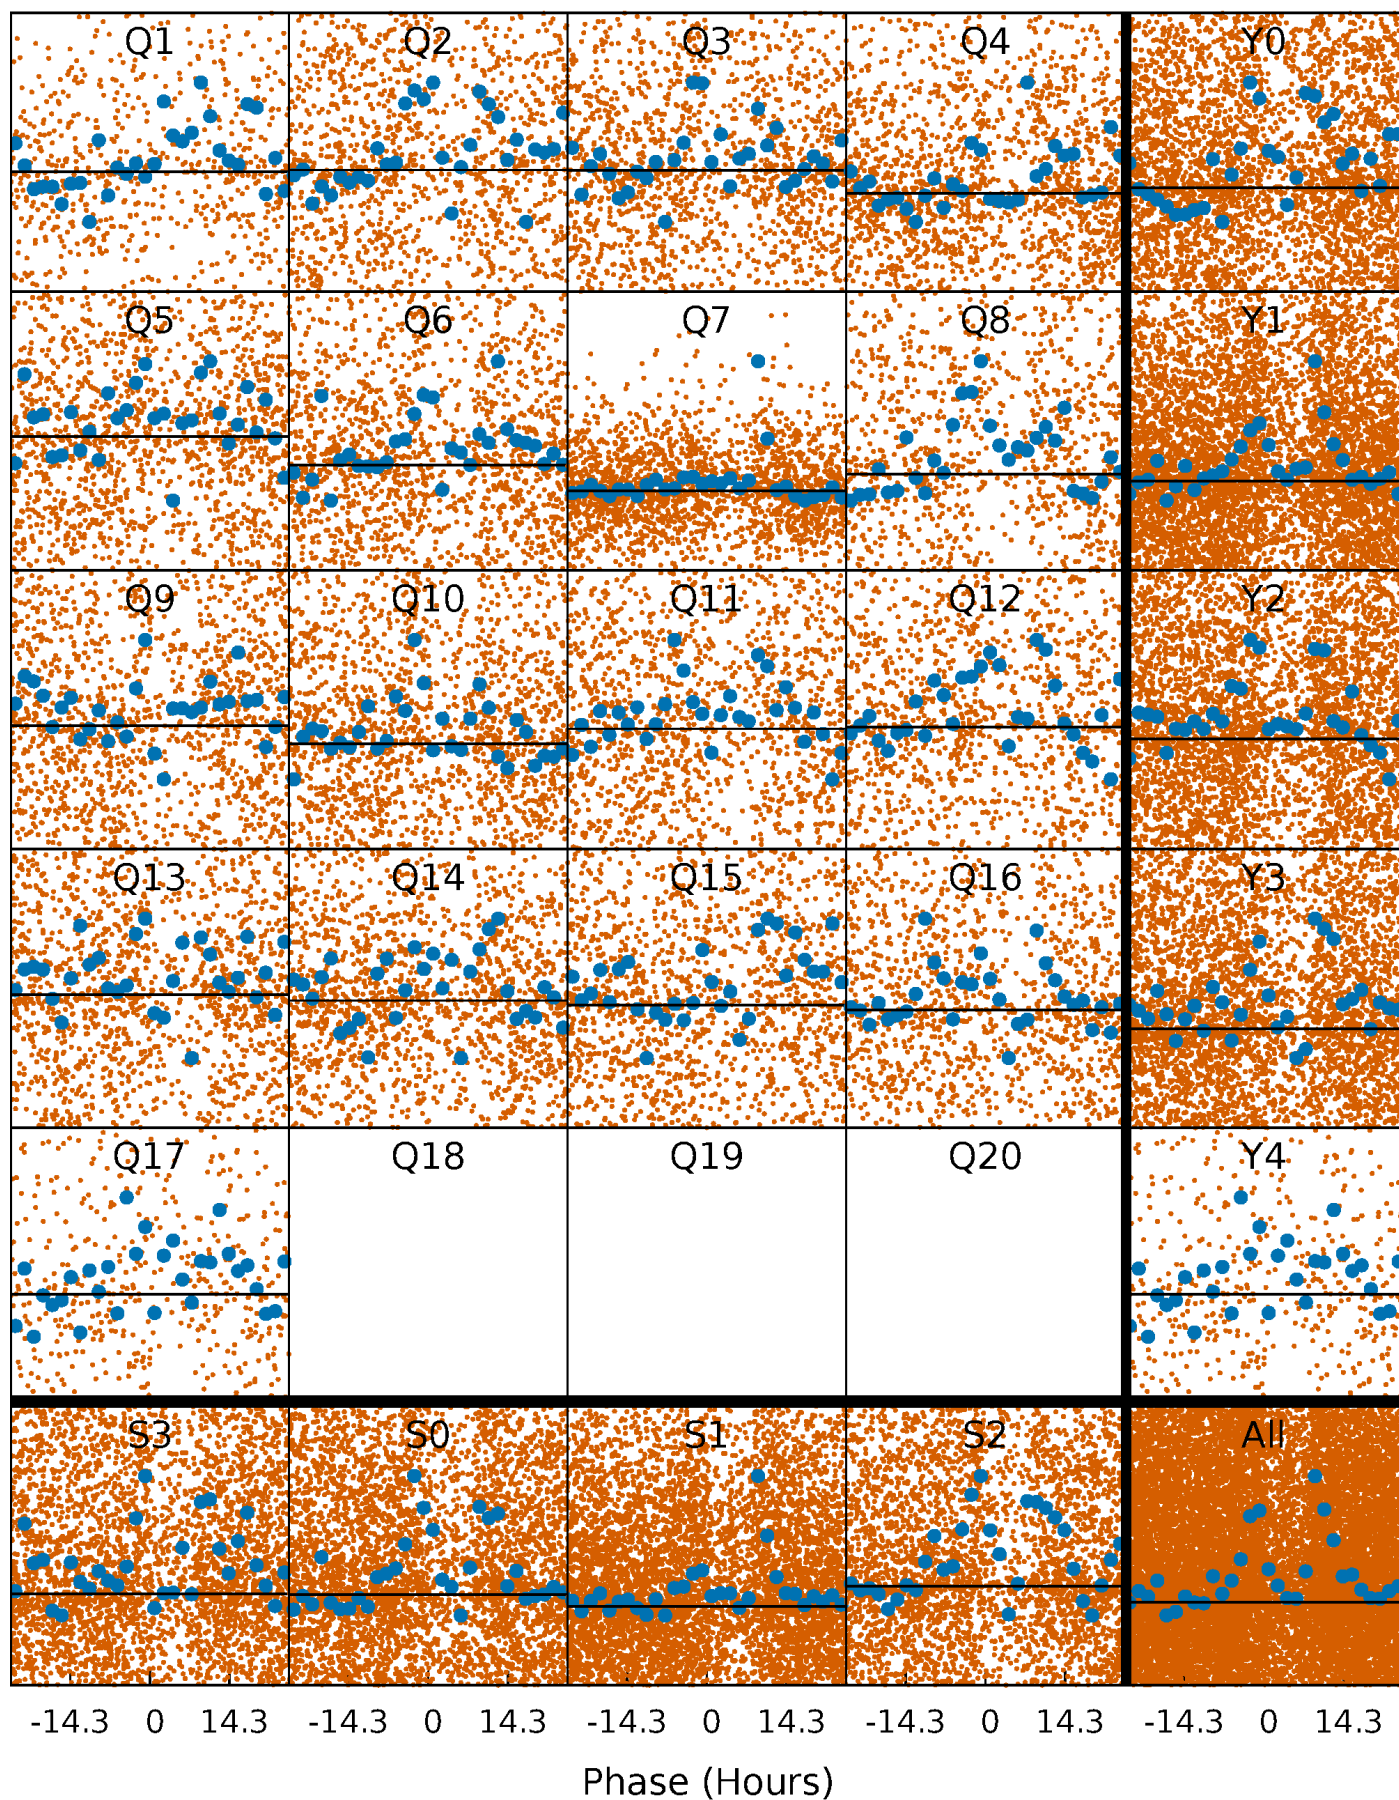 Q1 Q2 Q3 Q4 Y0
Q5 Q6 Q7 Q8 Y1
Q9 Q10 Q11 Q12 Y2
Q13 Q14 Q15 Q16 Y3
Q17 Q18 Q19 Q20 Y4
S3 S0 S1 S2 All
-14.3 0 14.3 -14.3 0 14.3 -14.3 0 14.3 -14.3 0 14.3 -14.3 0 14.3
Phase (Hours)